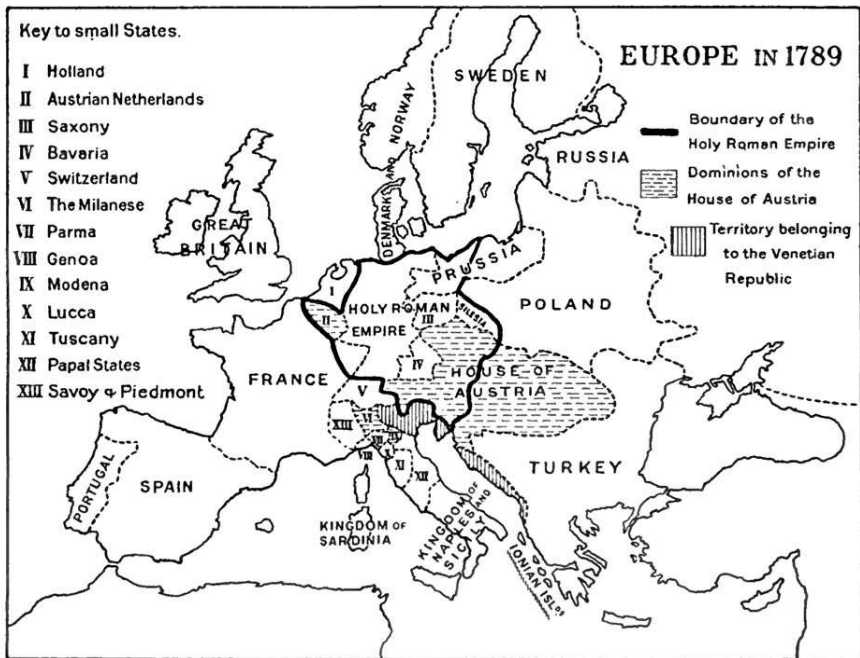 EUROPE IN 1789
Key to small States.
I Holland
II Austrian Netherlands
III Saxony
IV Bavaria
V Switzerland
VI The Milanese
VII Parma
VIII Genoa
IX Modena
X Lucca
XI Tuscany
XII Papal States
XIII Savoy & Piedmont
Boundary of the
Holy Roman Empire
Dominions of the
House of Austria
Territory belonging
to the Venetian
Republic
SWEDEN
DENMARK AND NORWAY
RUSSIA
GREAT
BRITAIN
PRUSSIA
I
HOLY ROMAN
EMPIRE
III
SILESIA
POLAND
II
IV
HOUSE OF
AUSTRIA
FRANCE
V
VI
XIII
VII
IX
VIII
X
XI
XII
TURKEY
PORTUGAL
SPAIN
KINGDOM OF
SARDINIA
KINGDOM OF
NAPLES AND
SICILY
IONIAN ISLDS